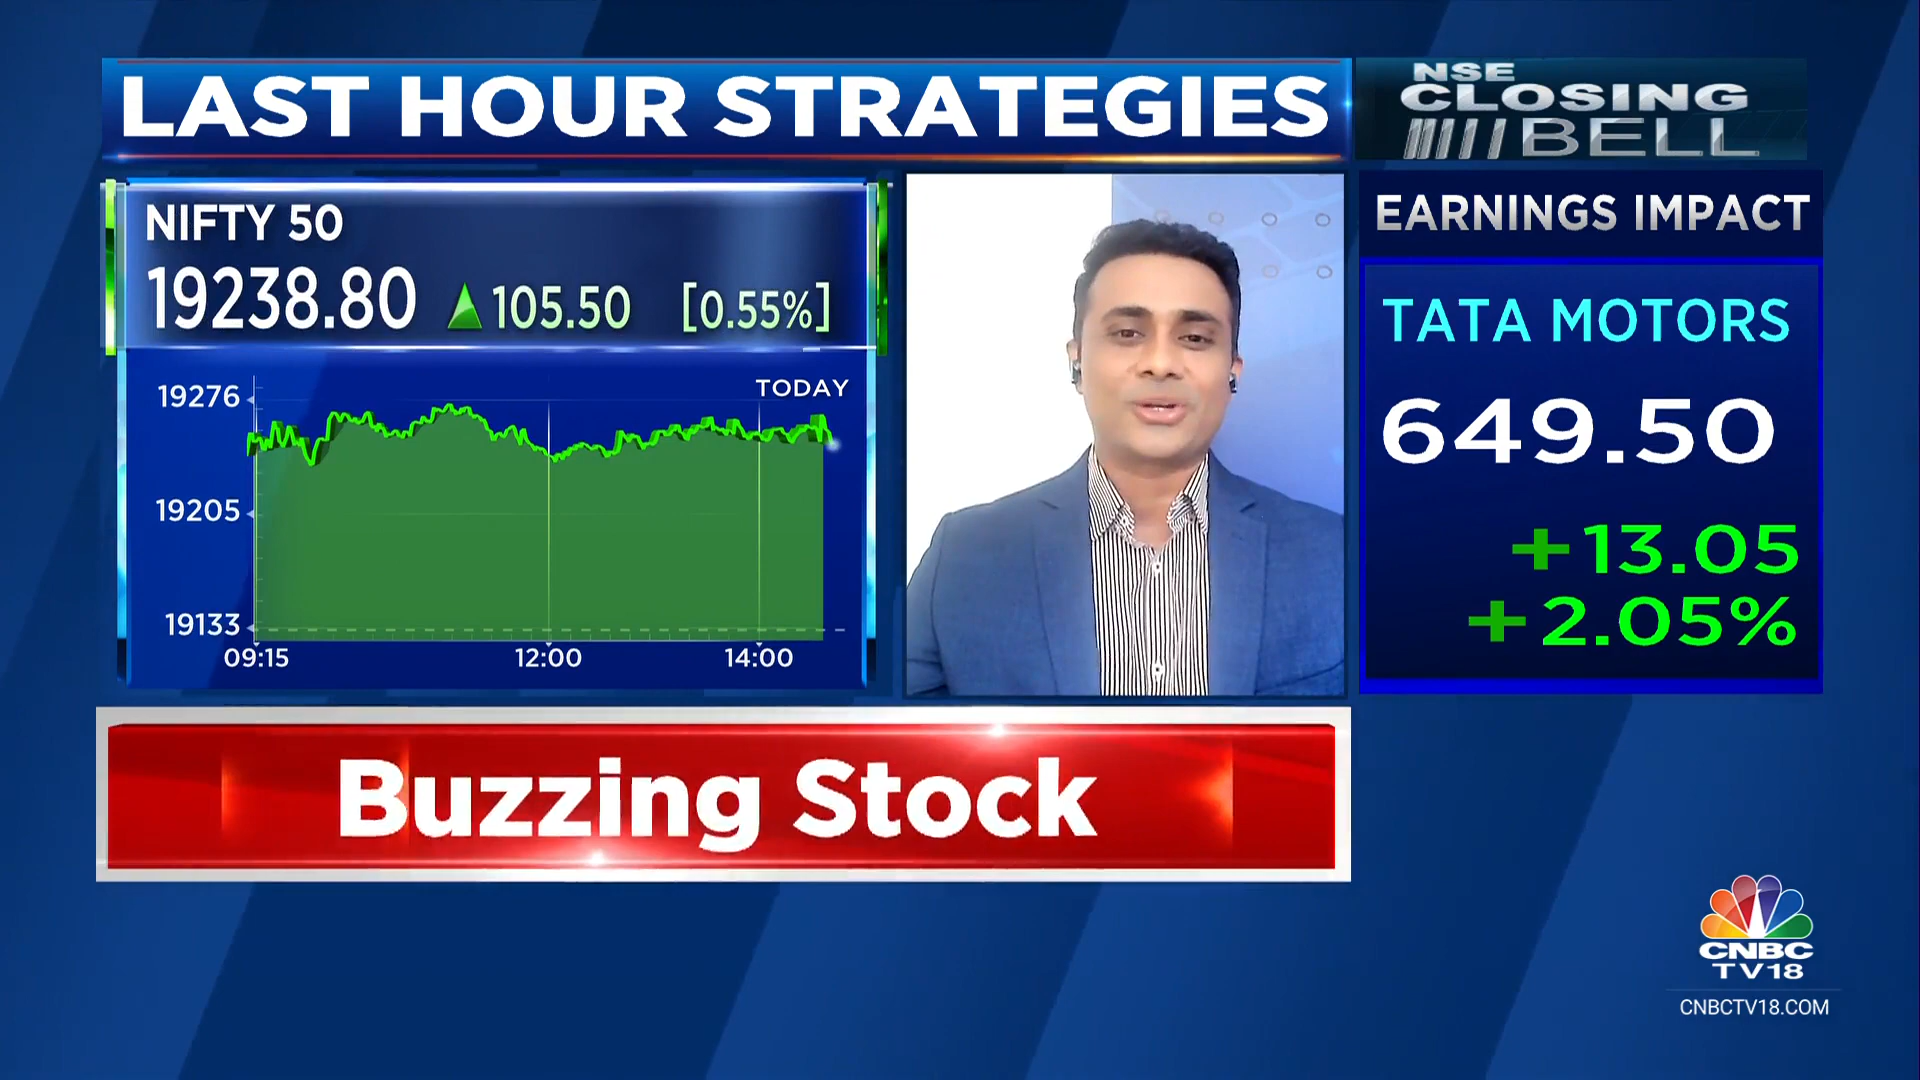 LAST HOUR STRATEGIES
NSE
CLOSING
BELL
NIFTY 50
19238.80 ▲105.50 [0.55%]
TODAY
19276
19205
19133
09:15 12:00 14:00
EARNINGS IMPACT
TATA MOTORS
649.50
+13.05
+2.05%
Buzzing Stock
CNBC
TV18
CNBCTV18.COM